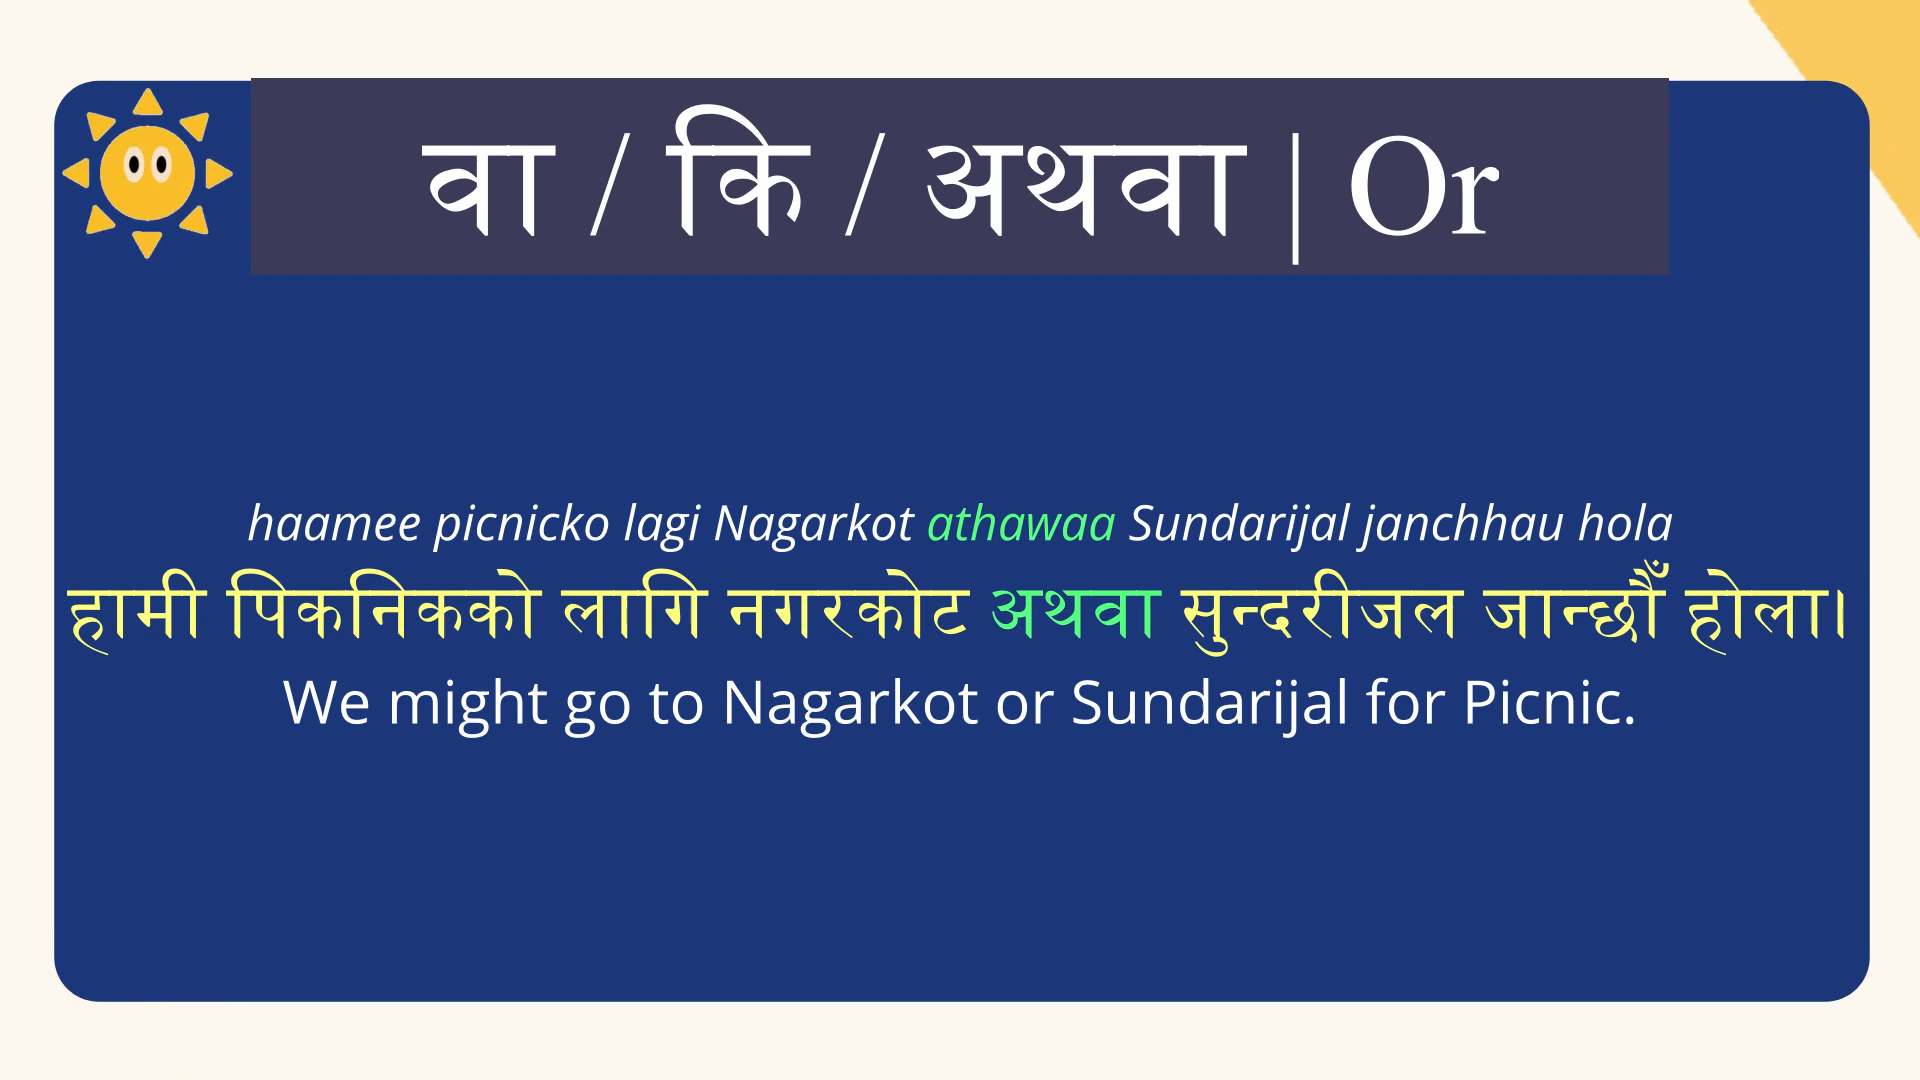 वा / कि / अथवा | Or
haamee picnicko lagi Nagarkot athawaa Sundarijal janchhau hola
हामी पिकनिकको लागि नगरकोट अथवा सुन्दरीजल जान्छौँ होला।
We might go to Nagarkot or Sundarijal for Picnic.